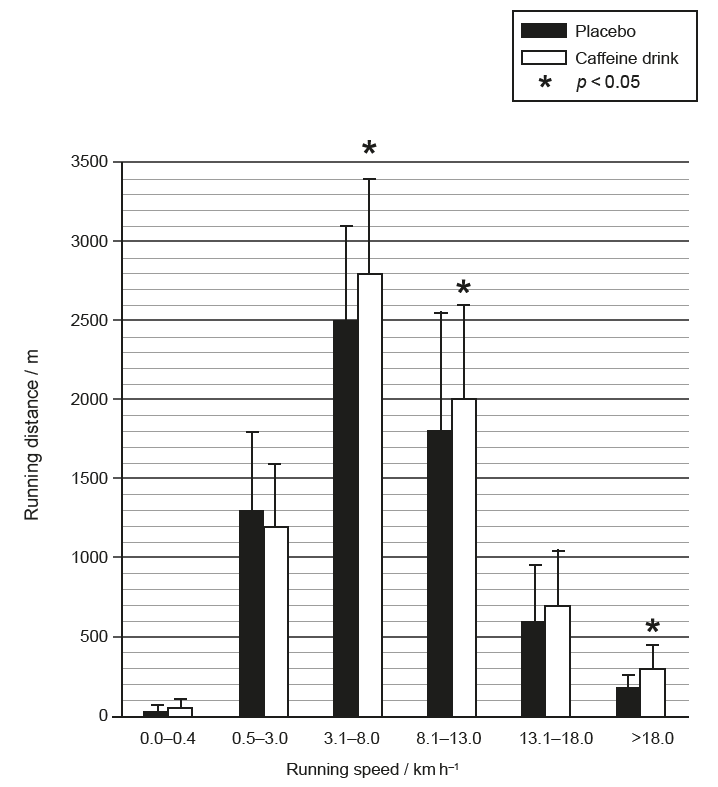 Placebo
Caffeine drink
* p < 0.05
*
3500
3000
*
2500
2000
1500
1000
*
500
0
Running distance / m
0.0–0.4 0.5–3.0 3.1–8.0 8.1–13.0 13.1–18.0 >18.0
Running speed / km h⁻¹